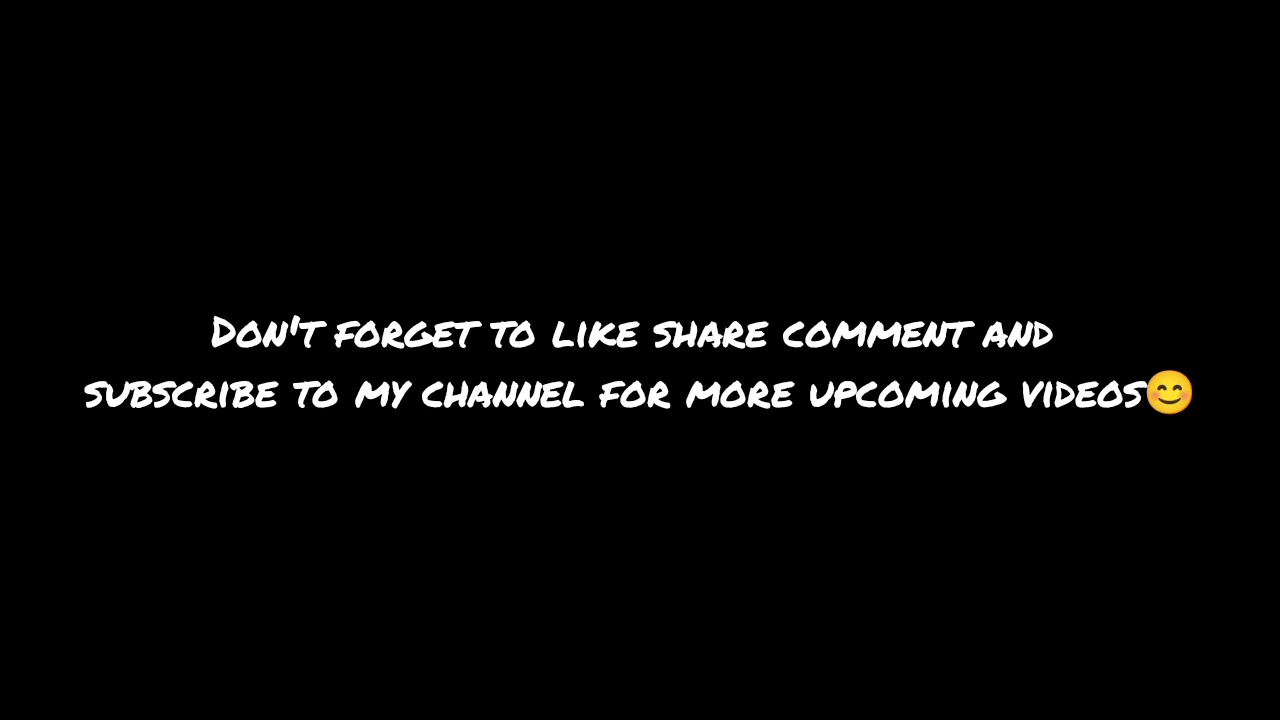 Don't forget to like share comment and
subscribe to my channel for more upcoming videos😊